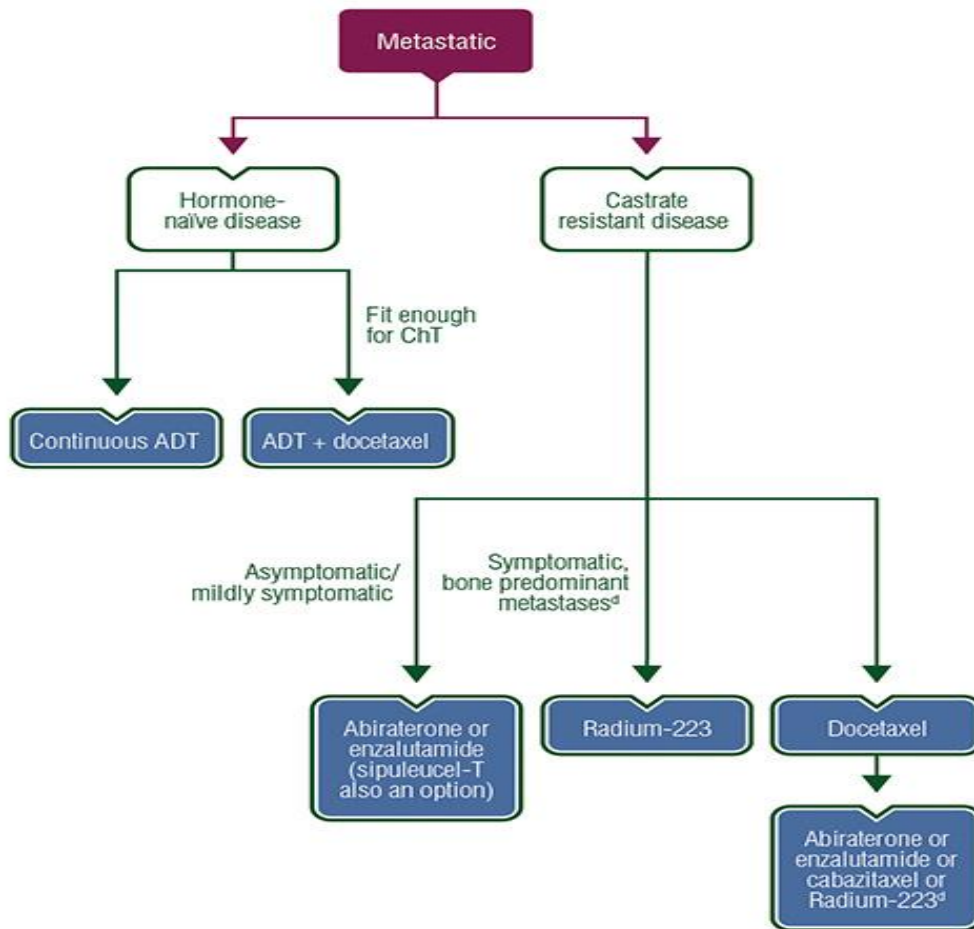 Metastatic
Hormone-
naïve disease
Castrate
resistant disease
Fit enough
for ChT
Continuous ADT
ADT + docetaxel
Asymptomatic/
mildly symptomatic
Symptomatic,
bone predominant
metastasesᵈ
Abiraterone or
enzalutamide
(sipuleucel-T
also an option)
Radium-223
Docetaxel
Abiraterone or
enzalutamide or
cabazitaxel or
Radium-223ᵈ